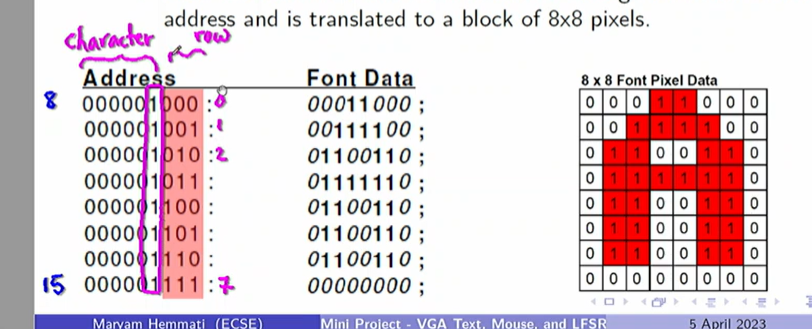 address and is translated to a block of 8x8 pixels.
character row
Address Font Data
8 000001000 : 0 00011000 ;
000001001 : 1 00111100 ;
000001010 : 2 01100110 ;
000001011 : 01111110 ;
000001100 : 01100110 ;
000001101 : 01100110 ;
000001110 : 01100110 ;
15 000001111 : 7 00000000 ;
8 x 8 Font Pixel Data
0 0 0 1 1 0 0 0
0 0 1 1 1 1 0 0
0 1 1 0 0 1 1 0
0 1 1 1 1 1 1 0
0 1 1 0 0 1 1 0
0 1 1 0 0 1 1 0
0 1 1 0 0 1 1 0
0 0 0 0 0 0 0 0
Maryam Hemmati (ECSE) Mini Project - VGA Text, Mouse, and LFSR 5 April 2023